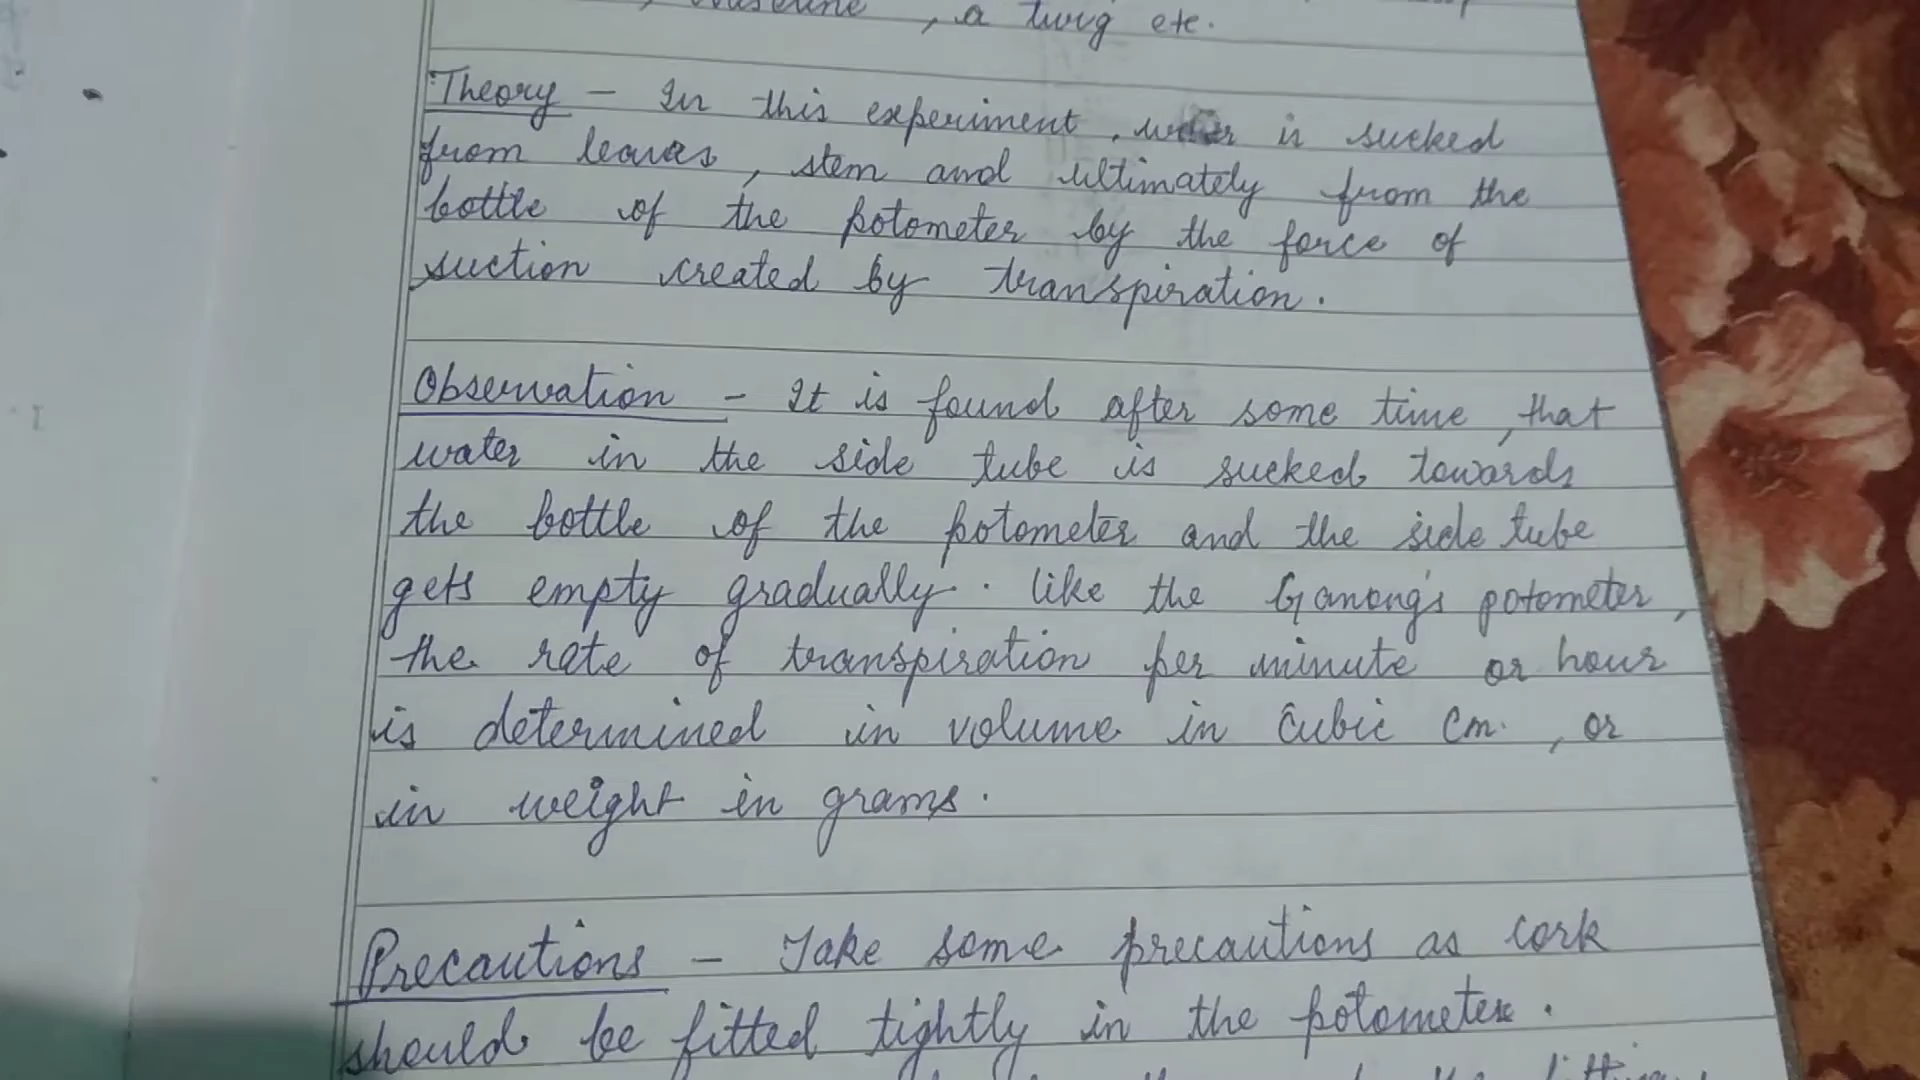 , a twig etc.
Theory - In this experiment, water is sucked
from leaves, stem and ultimately from the
bottle of the potometer by the force of
suction created by transpiration.
Observation - It is found after some time, that
water in the side tube is sucked towards
the bottle of the potometer and the side tube
gets empty gradually. like the Ganong's potometer,
the rate of transpiration per minute or hour
is determined in volume in cubic cm. , or
in weight in grams.
Precautions - Take some precautions as cork
should be fitted tightly in the potometer.